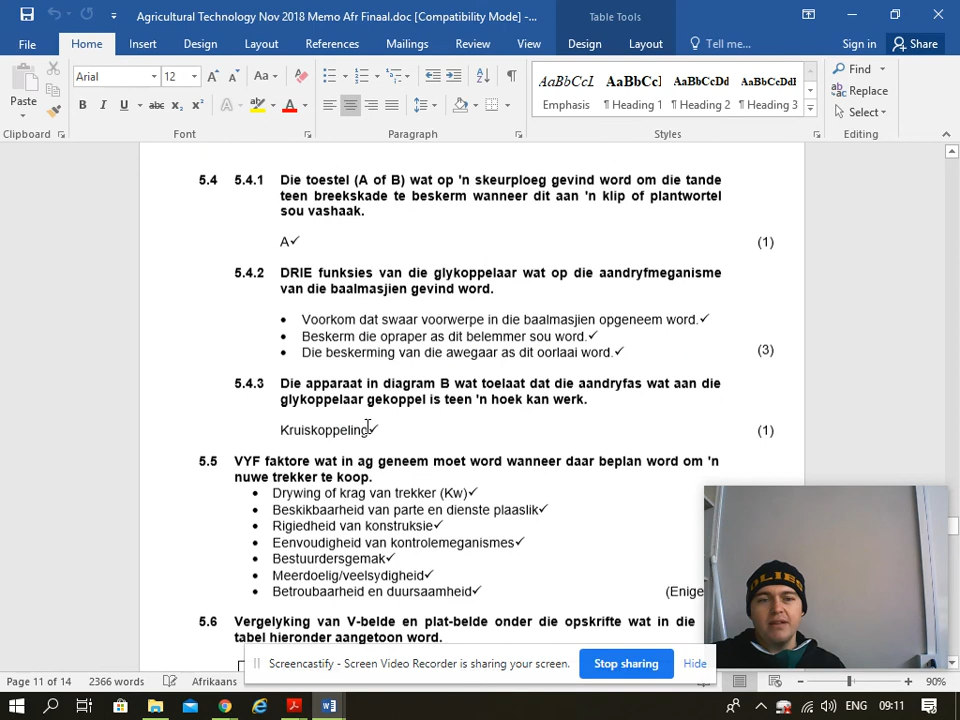 Agricultural Technology Nov 2018 Memo Afr Finaal.doc [Compatibility Mode] -...
Table Tools
File Home Insert Design Layout References Mailings Review View Design Layout Tell me... Sign in Share
Paste
Arial 12
Aa
B I U abc x₂ x² A A
AaBbCcL AaBbCcI AaBbCcDd AaBbCcDdI
Emphasis ¶ Heading 1 ¶ Heading 2 ¶ Heading 3
Find
Replace
Select
Clipboard Font Paragraph Styles Editing
5.4 5.4.1 Die toestel (A of B) wat op 'n skeurploeg gevind word om die tande
teen breekskade te beskerm wanneer dit aan 'n klip of plantwortel
sou vashaak.
A✓ (1)
5.4.2 DRIE funksies van die glykoppelaar wat op die aandryfmeganisme
van die baalmasjien gevind word.
• Voorkom dat swaar voorwerpe in die baalmasjien opgeneem word.✓
• Beskerm die opraper as dit belemmer sou word.✓
• Die beskerming van die awegaar as dit oorlaai word.✓ (3)
5.4.3 Die apparaat in diagram B wat toelaat dat die aandryfas wat aan die
glykoppelaar gekoppel is teen 'n hoek kan werk.
Kruiskoppeling✓ (1)
5.5 VYF faktore wat in ag geneem moet word wanneer daar beplan word om 'n
nuwe trekker te koop.
• Drywing of krag van trekker (Kw)✓
• Beskikbaarheid van parte en dienste plaaslik✓
• Rigiedheid van konstruksie✓
• Eenvoudigheid van kontrolemeganismes✓
• Bestuurdersgemak✓
• Meerdoelig/veelsydigheid✓
• Betroubaarheid en duursaamheid✓ (Enige
5.6 Vergelyking van V-belde en plat-belde onder die opskrifte wat in die
tabel hieronder aangetoon word.
Screencastify - Screen Video Recorder is sharing your screen. Stop sharing Hide
Page 11 of 14 2366 words Afrikaans 90%
ENG 09:11